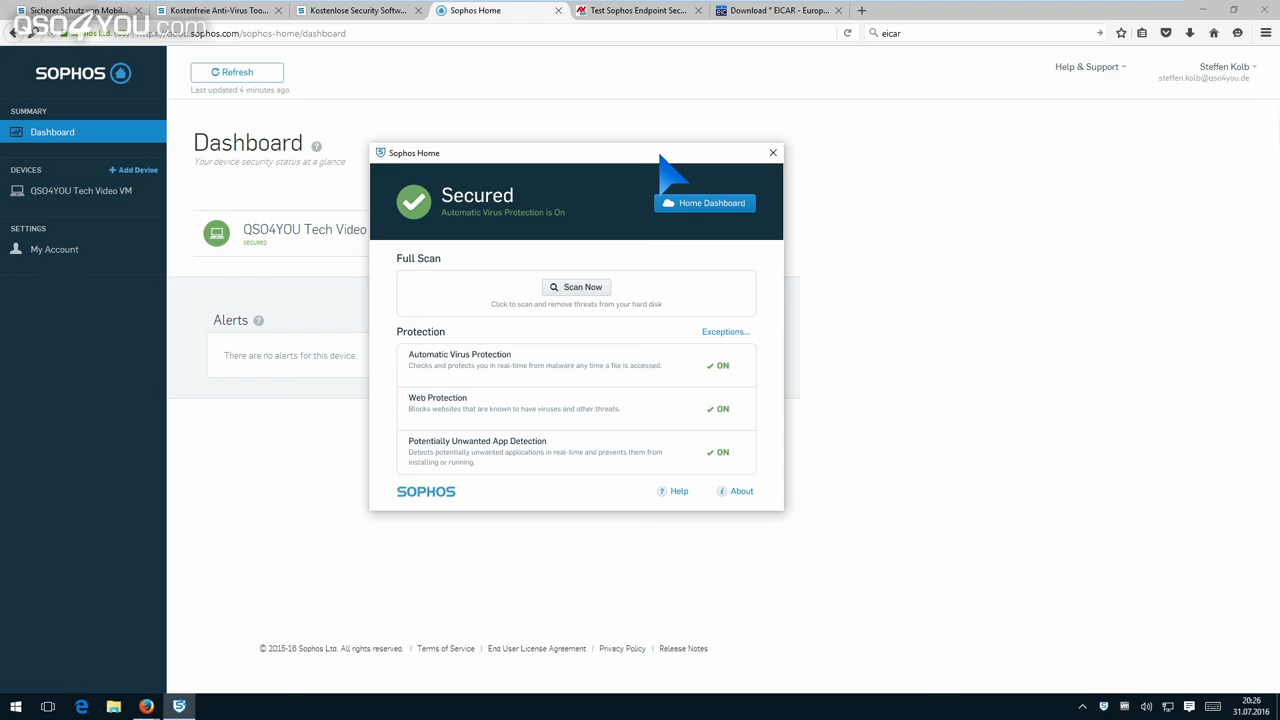 QSO4YOU.com
Sicherer Schutz von Mobil...
Kostenfreie Anti-Virus- un...
Kostenlose Security Softw...
Sophos Home
Test Sophos Endpoint Sec...
Download ° EICAR - Europ...
cloud.sophos.com/sophos-home/dashboard
eicar
SOPHOS
Refresh
Last updated 4 minutes ago.
Help & Support
Steffen Kolb
steffen.kolb@qso4you.de
SUMMARY
Dashboard
DEVICES
+ Add Device
QSO4YOU Tech Video VM
SETTINGS
My Account
Dashboard
Your device security status at a glance
QSO4YOU Tech Video
SECURED
Alerts
There are no alerts for this device.
Sophos Home
Secured
Automatic Virus Protection is On
Home Dashboard
Full Scan
Scan Now
Click to scan and remove threats from your hard disk
Protection
Exceptions...
Automatic Virus Protection
Checks and protects you in real-time from malware any time a file is accessed.
ON
Web Protection
Blocks websites that are known to have viruses and other threats.
ON
Potentially Unwanted App Detection
Detects potentially unwanted applications in real-time and prevents them from
installing or running.
ON
SOPHOS
Help
About
© 2015-16 Sophos Ltd. All rights reserved. | Terms of Service | End User License Agreement | Privacy Policy | Release Notes
20:26
31.07.2016